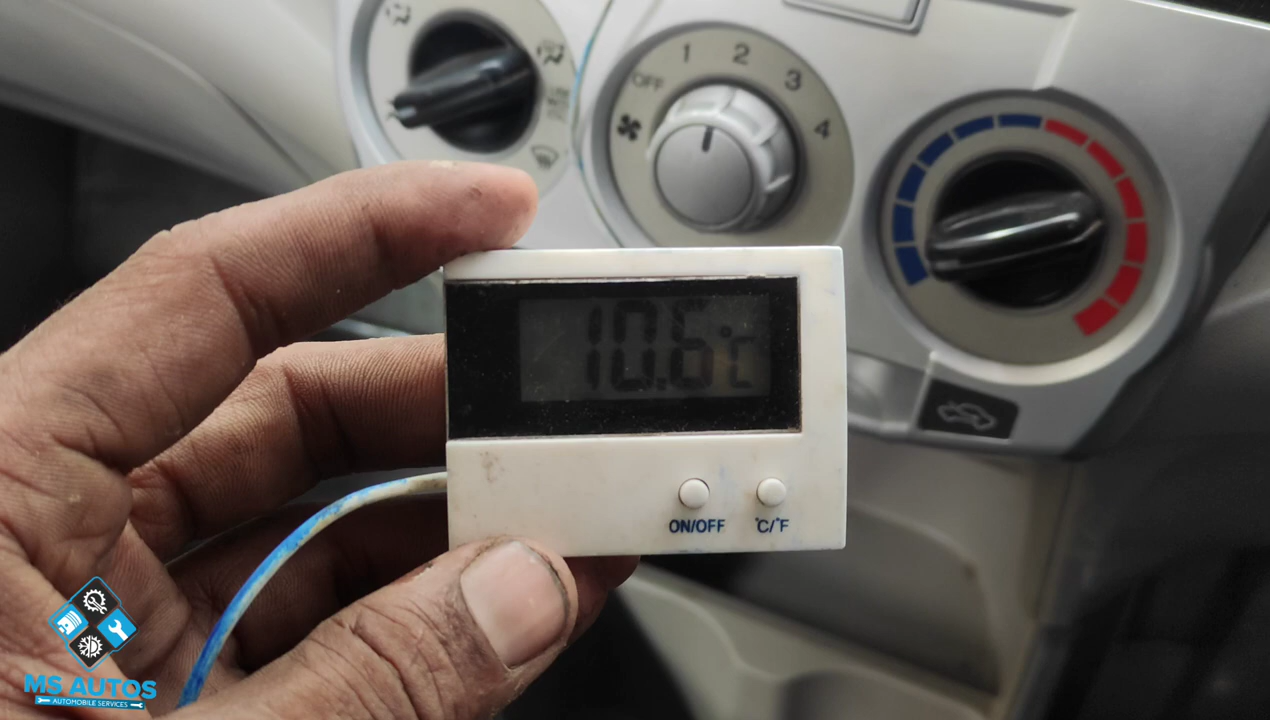 OFF 1 2 3 4
10.6°C
ON/OFF °C/°F
MS AUTOS
AUTOMOBILE SERVICES